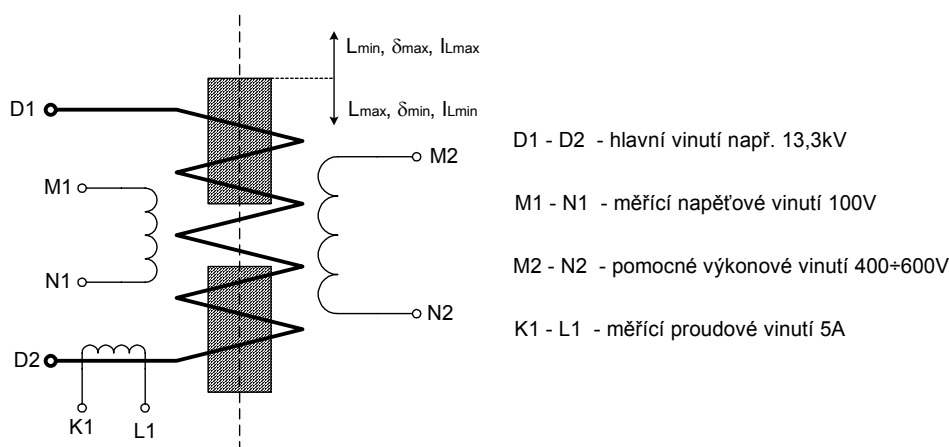 Lmin, δmax, ILmax
D1
Lmax, δmin, ILmin
M2
M1
N1
N2
D2
K1
L1
D1 - D2 - hlavní vinutí např. 13,3kV
M1 - N1 - měřící napěťové vinutí 100V
M2 - N2 - pomocné výkonové vinutí 400÷600V
K1 - L1 - měřící proudové vinutí 5A